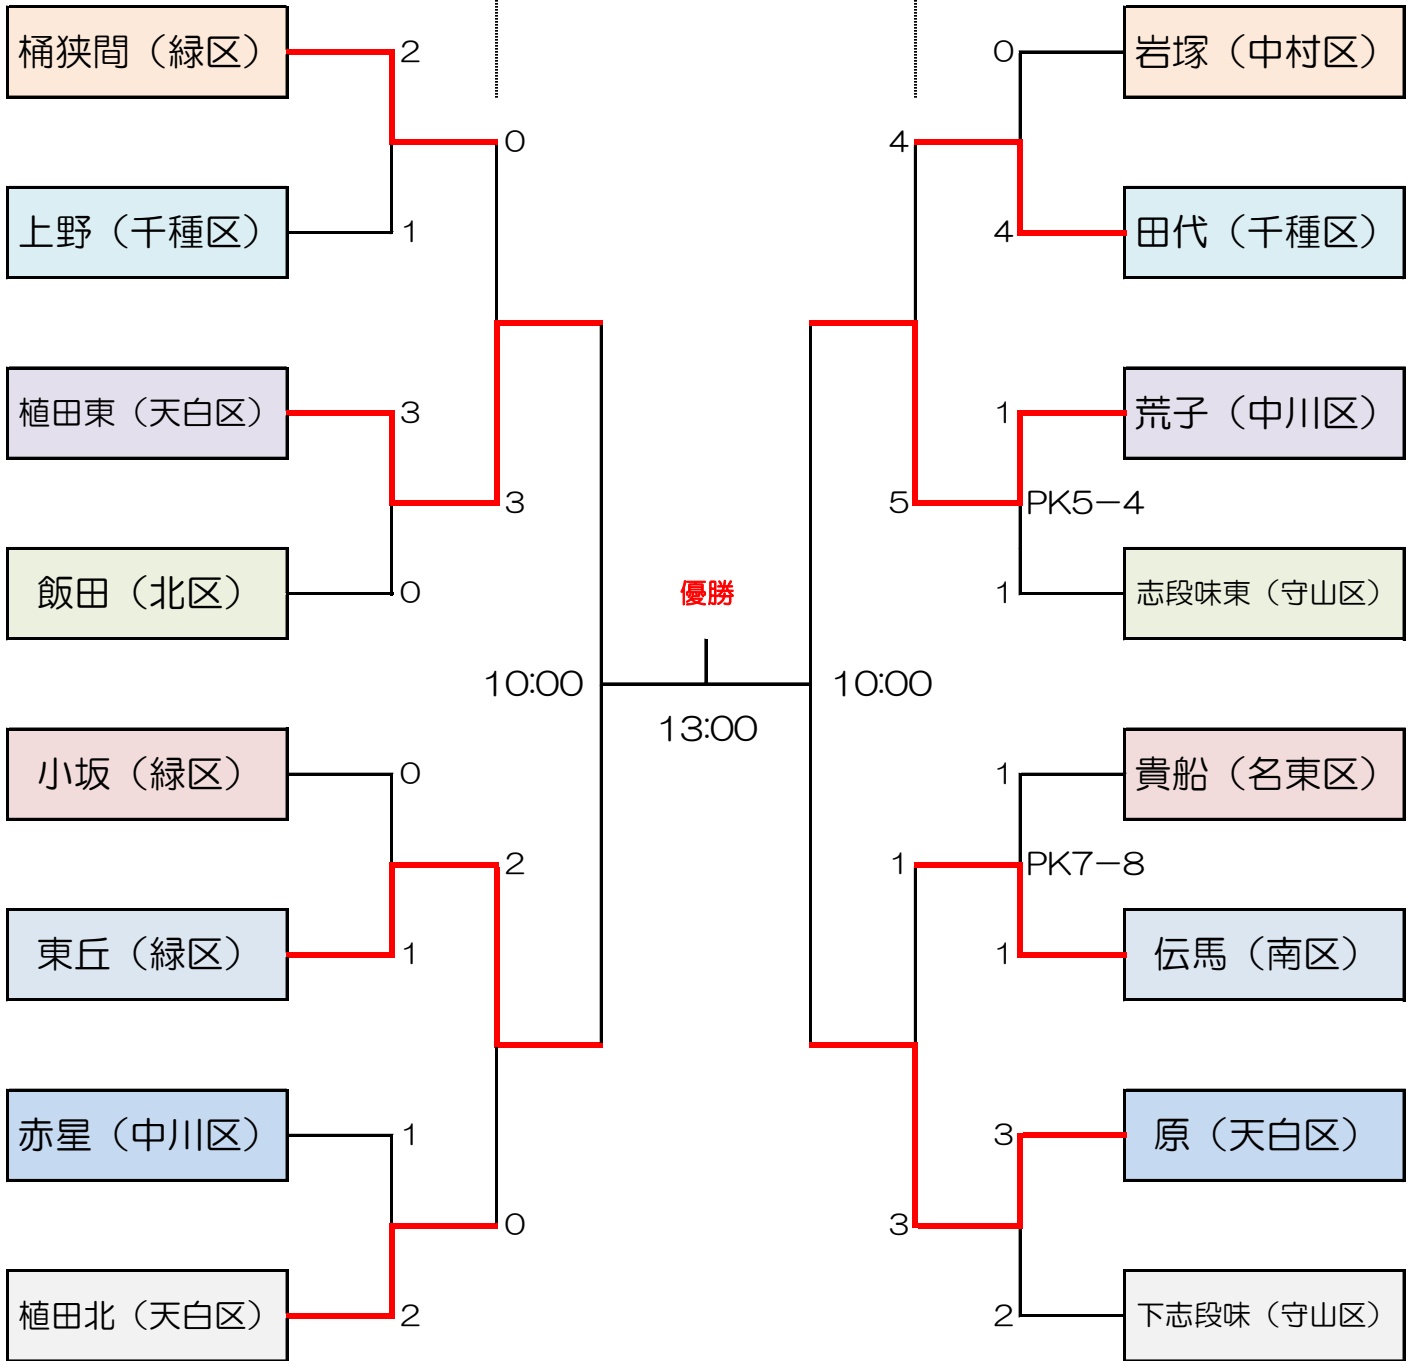 桶狭間（緑区）
2
0
岩塚（中村区）
0
4
上野（千種区）
1
4
田代（千種区）
植田東（天白区）
3
1
荒子（中川区）
3
5
PK5－4
飯田（北区）
0
優勝
1
志段味東（守山区）
10:00
10:00
13:00
小坂（緑区）
0
1
貴船（名東区）
2
1
PK7－8
東丘（緑区）
1
1
伝馬（南区）
赤星（中川区）
1
3
原（天白区）
0
3
植田北（天白区）
2
2
下志段味（守山区）